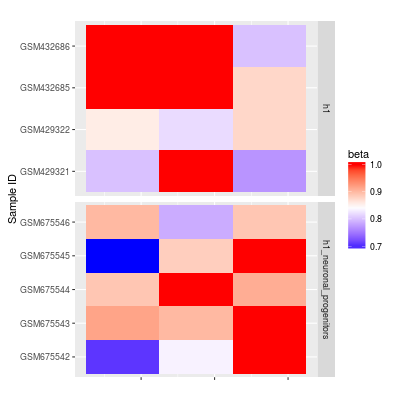 GSM432686
GSM432685
GSM429322
GSM429321
h1
GSM675546
GSM675545
GSM675544
GSM675543
GSM675542
h1_neuronal_progenitors
Sample ID
beta
1.0
0.9
0.8
0.7